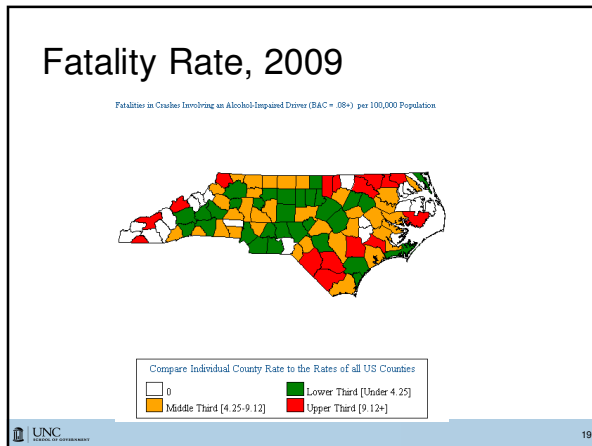 Fatality Rate, 2009
Fatalities in Crashes Involving an Alcohol-Impaired Driver (BAC = .08+) per 100,000 Population
Compare Individual County Rate to the Rates of all US Counties
0
Lower Third [Under 4.25]
Middle Third [4.25-9.12]
Upper Third [9.12+]
UNC
SCHOOL OF GOVERNMENT
19